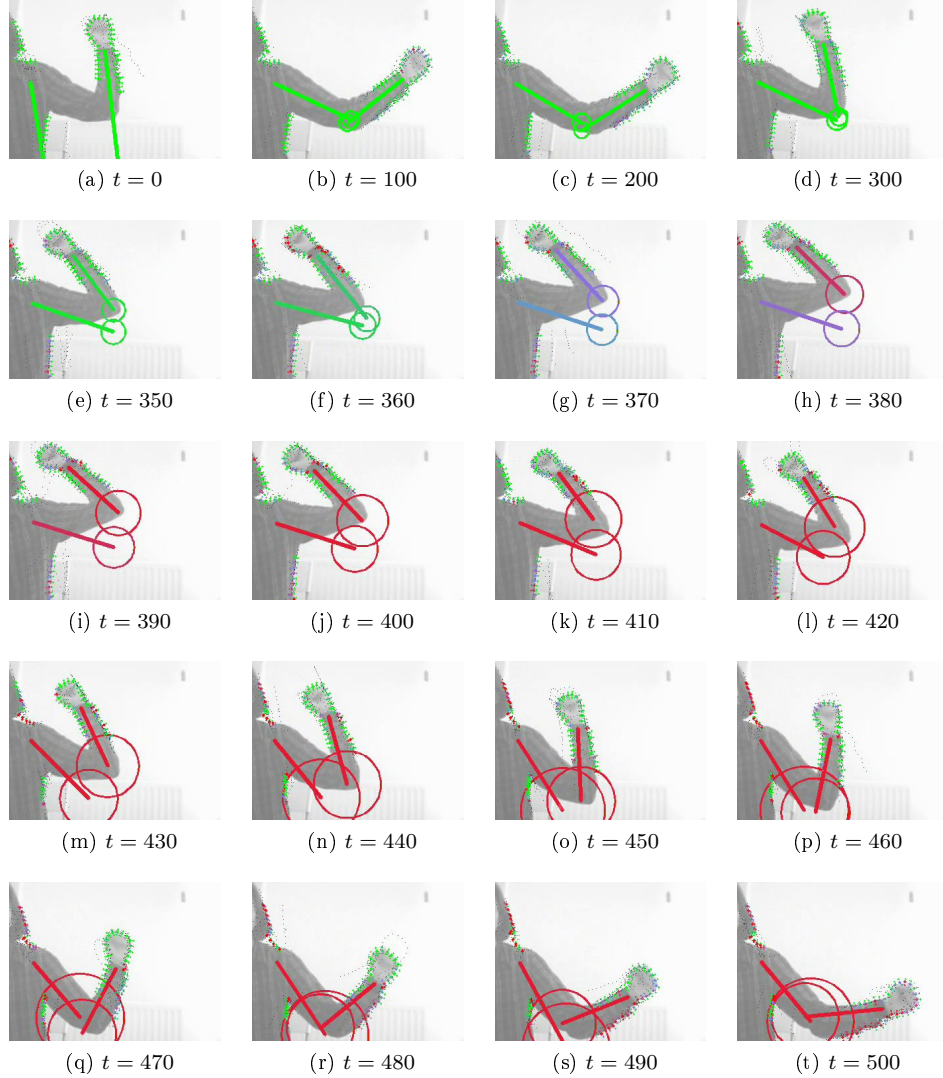 (a) t = 0 (b) t = 100 (c) t = 200 (d) t = 300
(e) t = 350 (f) t = 360 (g) t = 370 (h) t = 380
(i) t = 390 (j) t = 400 (k) t = 410 (l) t = 420
(m) t = 430 (n) t = 440 (o) t = 450 (p) t = 460
(q) t = 470 (r) t = 480 (s) t = 490 (t) t = 500